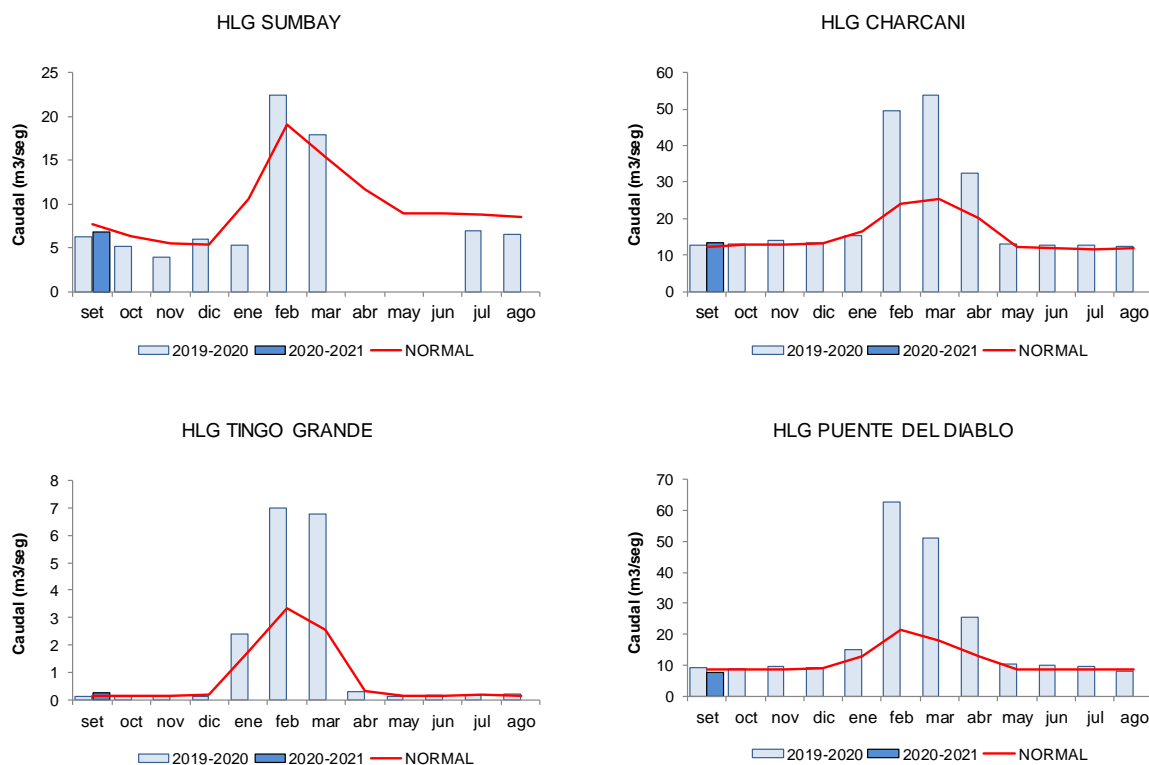 HLG SUMBAY
Caudal (m3/seg)
25
20
15
10
5
0
set oct nov dic ene feb mar abr may jun jul ago
2019-2020 2020-2021 NORMAL
HLG CHARCANI
Caudal (m3/seg)
60
50
40
30
20
10
0
set oct nov dic ene feb mar abr may jun jul ago
2019-2020 2020-2021 NORMAL
HLG TINGO GRANDE
Caudal (m3/seg)
8
7
6
5
4
3
2
1
0
set oct nov dic ene feb mar abr may jun jul ago
2019-2020 2020-2021 NORMAL
HLG PUENTE DEL DIABLO
Caudal (m3/seg)
70
60
50
40
30
20
10
0
set oct nov dic ene feb mar abr may jun jul ago
2019-2020 2020-2021 NORMAL